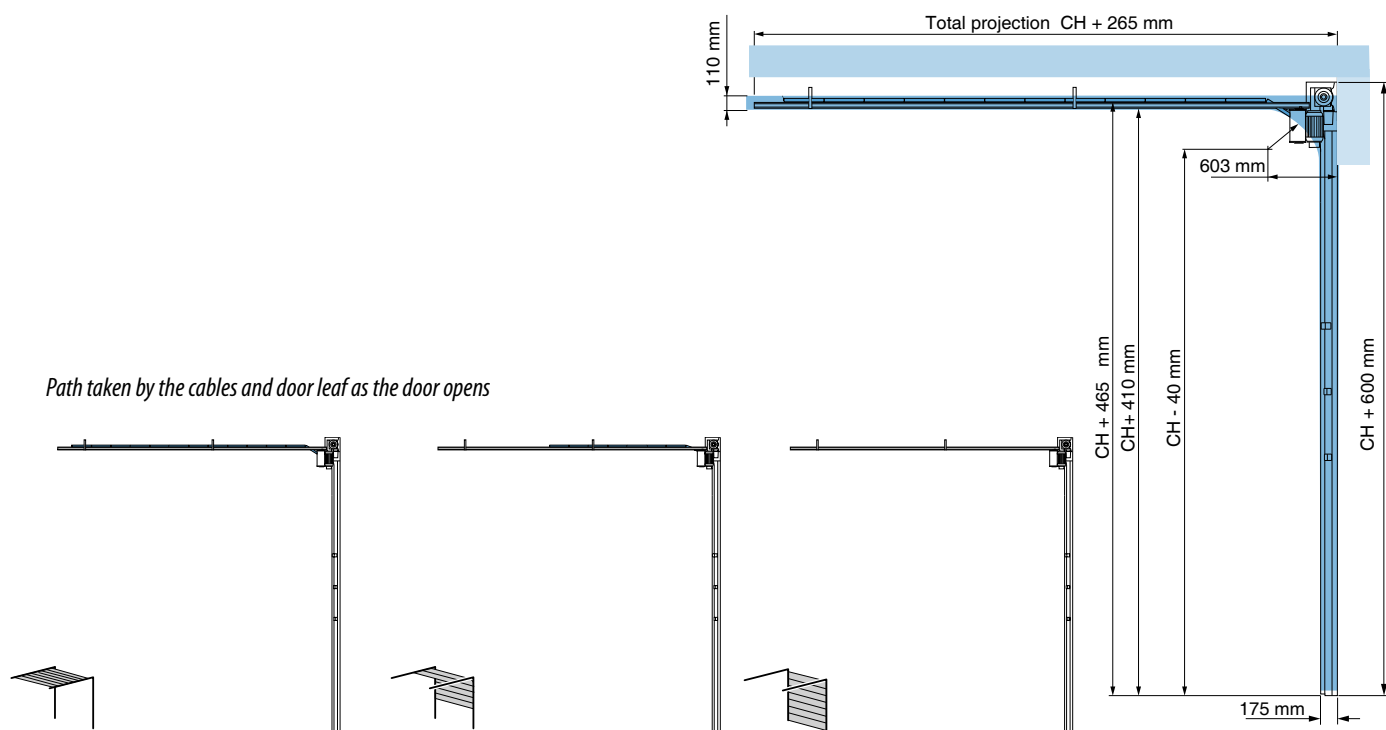 Total projection CH + 265 mm
110 mm
603 mm
CH + 465 mm
CH+ 410 mm
CH - 40 mm
CH + 600 mm
Path taken by the cables and door leaf as the door opens
175 mm